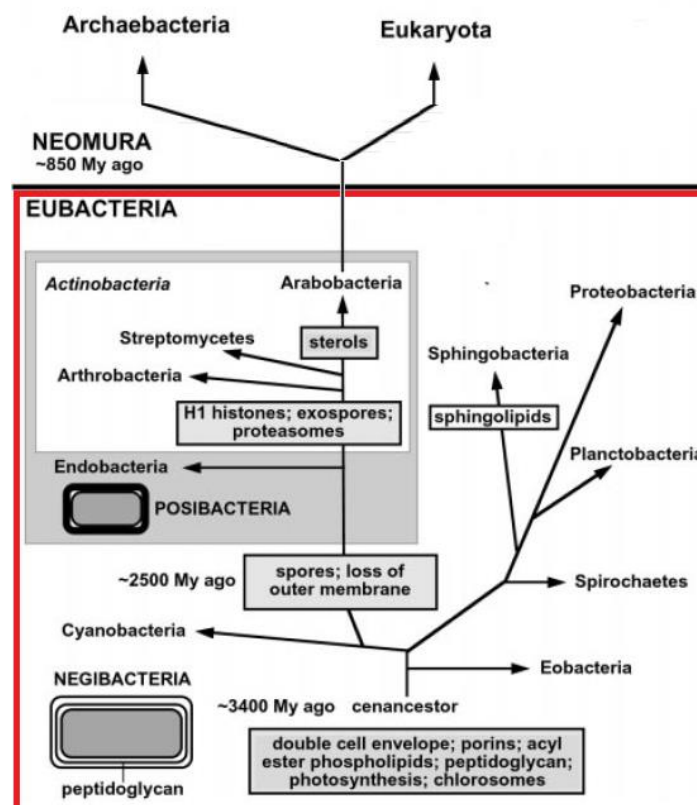 Archaebacteria
Eukaryota
NEOMURA
~850 My ago
EUBACTERIA
Actinobacteria
Arabobacteria
Proteobacteria
Streptomycetes
sterols
Sphingobacteria
Arthrobacteria
H1 histones; exospores;
proteasomes
sphingolipids
Endobacteria
Planctobacteria
POSIBACTERIA
~2500 My ago
spores; loss of
outer membrane
Spirochaetes
Cyanobacteria
Eobacteria
NEGIBACTERIA
~3400 My ago cenancestor
double cell envelope; porins; acyl
ester phospholipids; peptidoglycan;
photosynthesis; chlorosomes
peptidoglycan